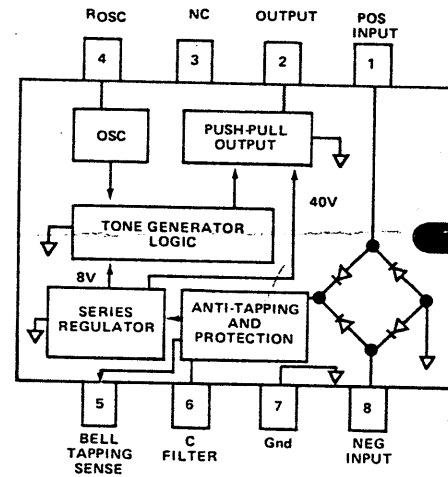 ROSC
NC
OUTPUT
POS
INPUT
4
3
2
1
OSC
PUSH-PULL
OUTPUT
40V
TONE GENERATOR
LOGIC
8V
SERIES
REGULATOR
ANTI-TAPPING
AND
PROTECTION
5
6
7
8
BELL
TAPPING
SENSE
C
FILTER
Gnd
NEG
INPUT